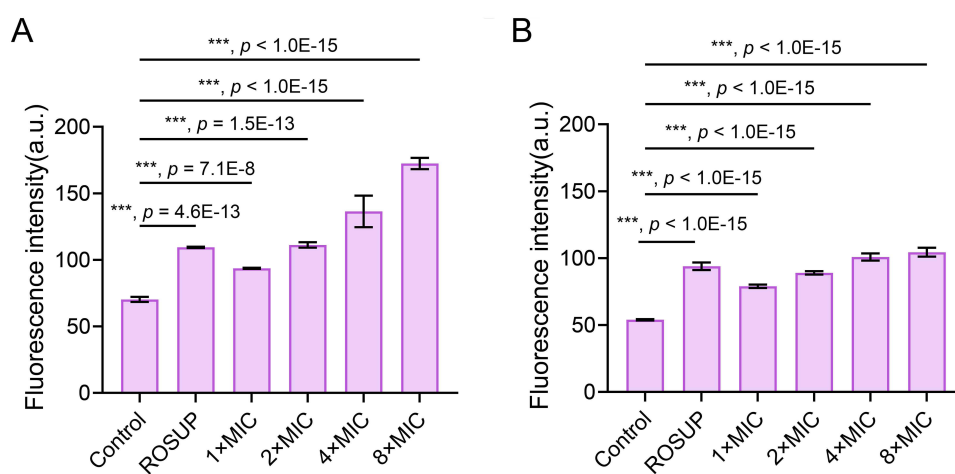 A
***, p < 1.0E-15
***, p < 1.0E-15
***, p = 1.5E-13
***, p = 7.1E-8
***, p = 4.6E-13
Fluorescence intensity(a.u.)
200
150
100
50
0
Control
ROSUP
1×MIC
2×MIC
4×MIC
8×MIC
B
***, p < 1.0E-15
***, p < 1.0E-15
***, p < 1.0E-15
***, p < 1.0E-15
***, p < 1.0E-15
Fluorescence intensity(a.u.)
200
150
100
50
0
Control
ROSUP
1×MIC
2×MIC
4×MIC
8×MIC